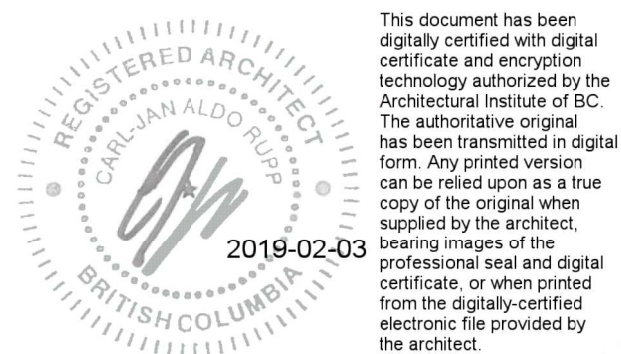 REGISTERED ARCHITECT
CARL-JAN ALDO RUPP
2019-02-03
BRITISH COLUMBIA
This document has been
digitally certified with digital
certificate and encryption
technology authorized by the
Architectural Institute of BC.
The authoritative original
has been transmitted in digital
form. Any printed version
can be relied upon as a true
copy of the original when
supplied by the architect,
bearing images of the
professional seal and digital
certificate, or when printed
from the digitally-certified
electronic file provided by
the architect.